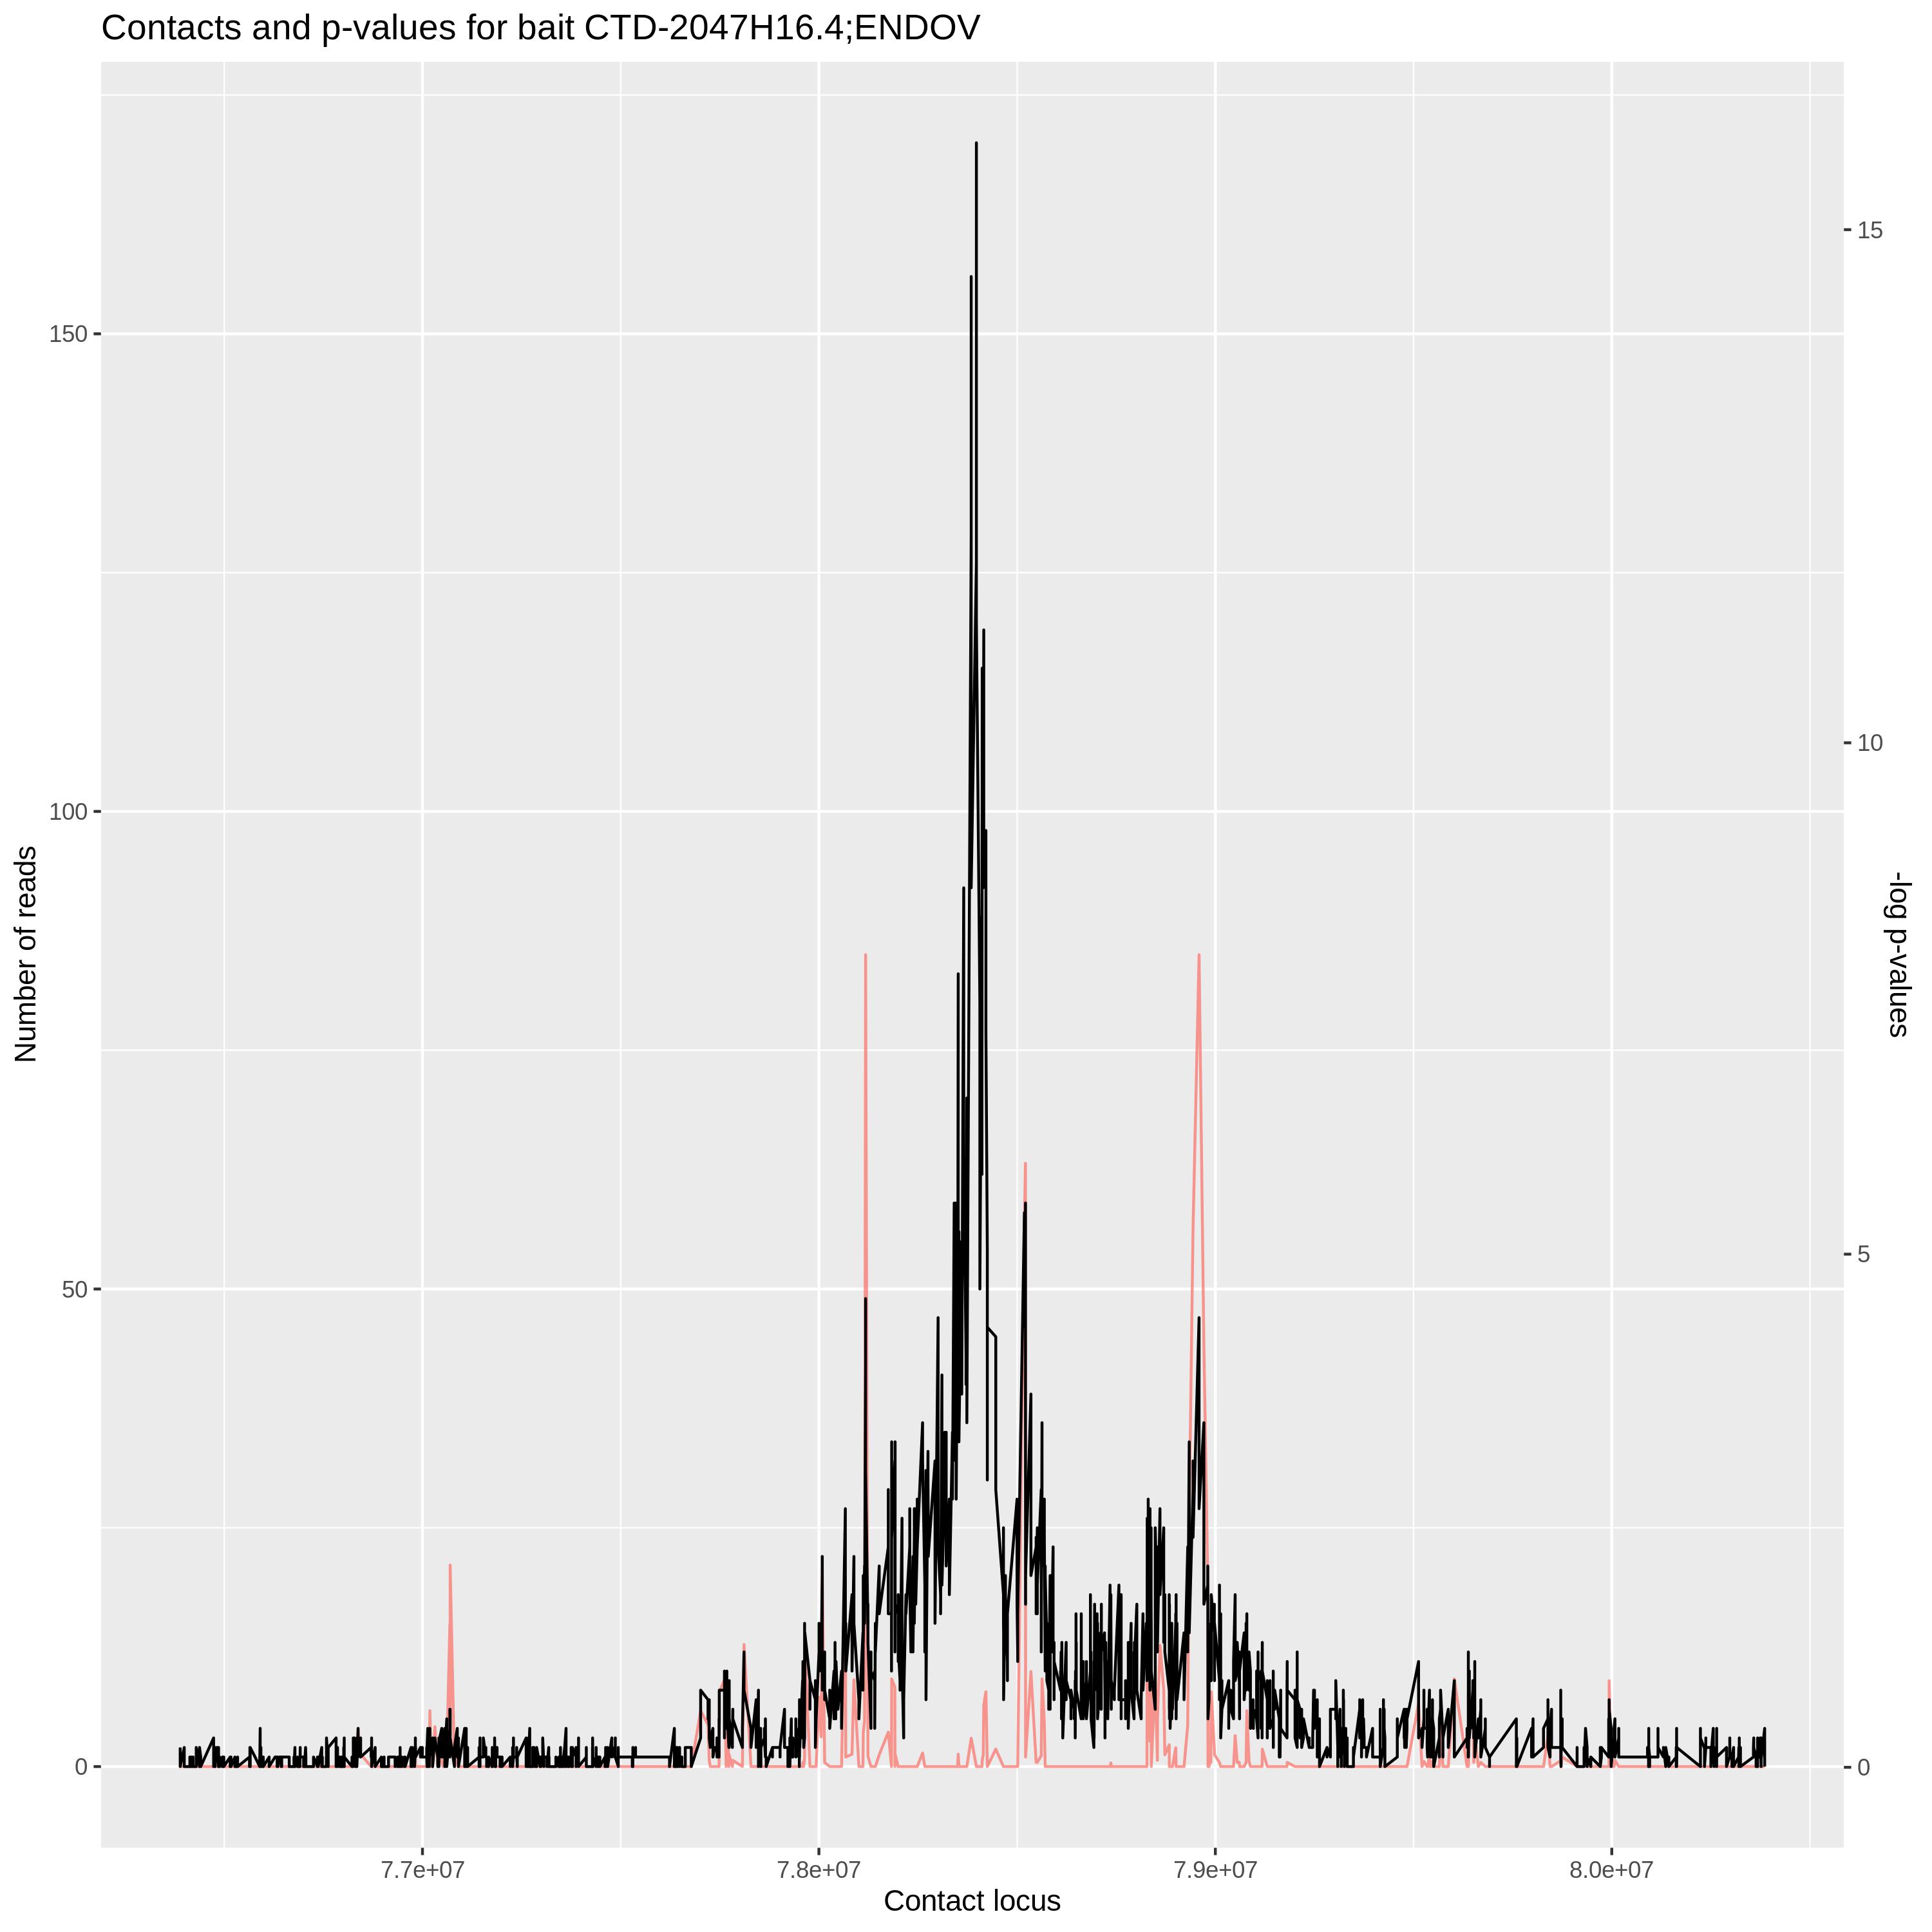 Contacts and p-values for bait CTD-2047H16.4;ENDOV
Number of reads
150
100
50
0
15
10
5
0
-log p-values
7.7e+07 7.8e+07 7.9e+07 8.0e+07
Contact locus